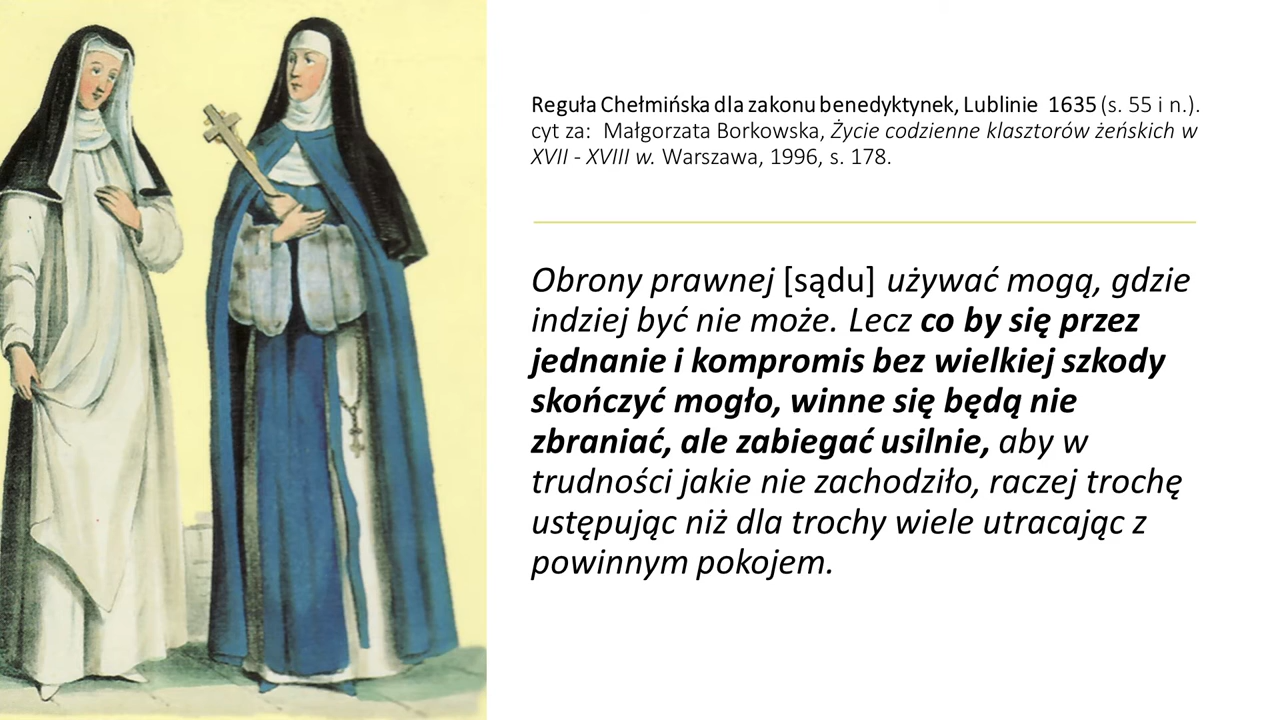 Reguła Chełmińska dla zakonu benedyktynek, Lublinie 1635 (s. 55 i n.).
cyt za: Małgorzata Borkowska, Życie codzienne klasztorów żeńskich w
XVII - XVIII w. Warszawa, 1996, s. 178.
Obrony prawnej [sądu] używać mogą, gdzie
indziej być nie może. Lecz co by się przez
jednanie i kompromis bez wielkiej szkody
skończyć mogło, winne się będą nie
zbraniać, ale zabiegać usilnie, aby w
trudności jakie nie zachodziło, raczej trochę
ustępując niż dla trochy wiele utracając z
powinnym pokojem.